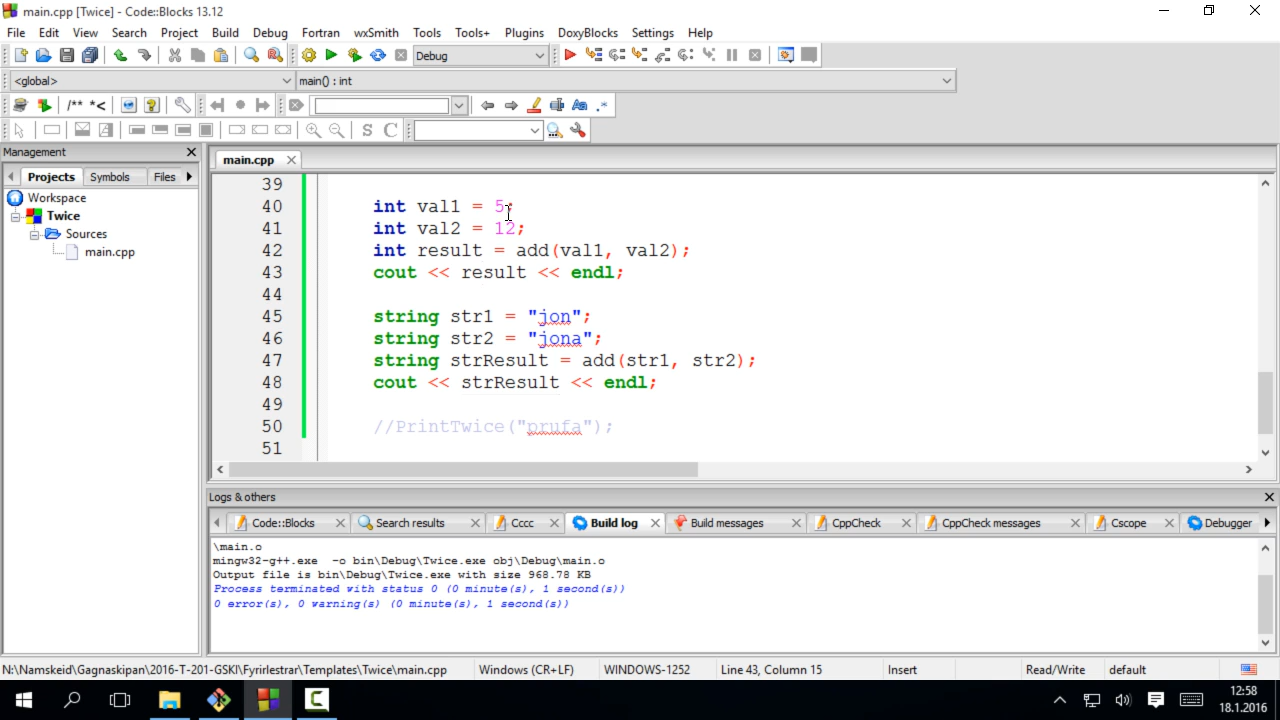 main.cpp [Twice] - Code::Blocks 13.12
File Edit View Search Project Build Debug Fortran wxSmith Tools Tools+ Plugins DoxyBlocks Settings Help
Debug
<global> main() : int
/** *<
Aa .*
S C
Management
Projects Symbols Files
Workspace
Twice
Sources
main.cpp
main.cpp
39
40 int val1 = 5;
41 int val2 = 12;
42 int result = add(val1, val2);
43 cout << result << endl;
44
45 string str1 = "jon";
46 string str2 = "jona";
47 string strResult = add(str1, str2);
48 cout << strResult << endl;
49
50 //PrintTwice("prufa");
51
Logs & others
Code::Blocks Search results Cccc Build log Build messages CppCheck CppCheck messages Cscope Debugger
\main.o
mingw32-g++.exe -o bin\Debug\Twice.exe obj\Debug\main.o
Output file is bin\Debug\Twice.exe with size 968.78 KB
Process terminated with status 0 (0 minute(s), 1 second(s))
0 error(s), 0 warning(s) (0 minute(s), 1 second(s))
N:\Namskeid\Gagnaskipan\2016-T-201-GSKI\Fyrirlestrar\Templates\Twice\main.cpp Windows (CR+LF) WINDOWS-1252 Line 43, Column 15 Insert Read/Write default
12:58
18.1.2016